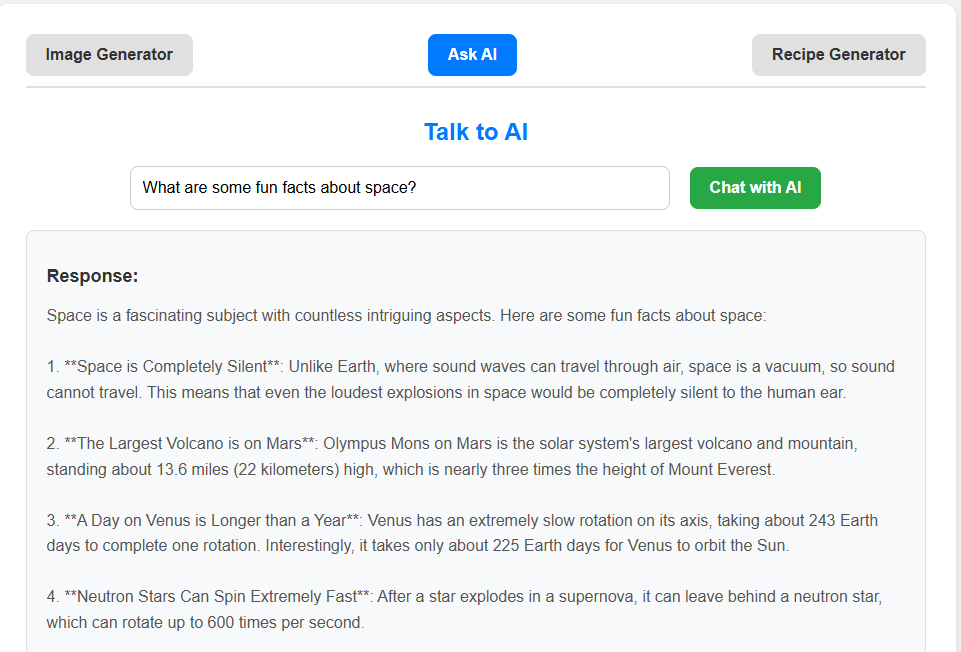 Image Generator
Ask AI
Recipe Generator
Talk to AI
What are some fun facts about space?
Chat with AI
Response:
Space is a fascinating subject with countless intriguing aspects. Here are some fun facts about space:
1. **Space is Completely Silent**: Unlike Earth, where sound waves can travel through air, space is a vacuum, so sound
cannot travel. This means that even the loudest explosions in space would be completely silent to the human ear.
2. **The Largest Volcano is on Mars**: Olympus Mons on Mars is the solar system's largest volcano and mountain,
standing about 13.6 miles (22 kilometers) high, which is nearly three times the height of Mount Everest.
3. **A Day on Venus is Longer than a Year**: Venus has an extremely slow rotation on its axis, taking about 243 Earth
days to complete one rotation. Interestingly, it takes only about 225 Earth days for Venus to orbit the Sun.
4. **Neutron Stars Can Spin Extremely Fast**: After a star explodes in a supernova, it can leave behind a neutron star,
which can rotate up to 600 times per second.